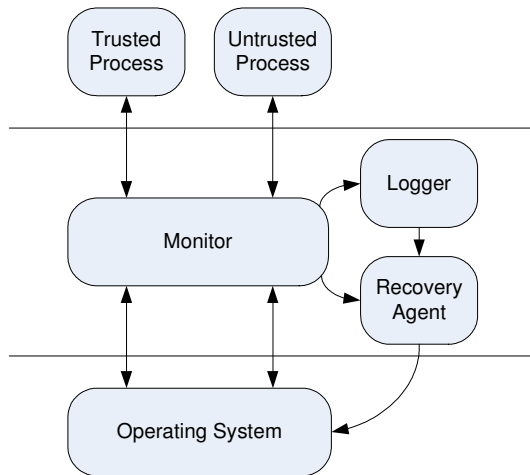 Trusted
Process
Untrusted
Process
Logger
Monitor
Recovery
Agent
Operating System